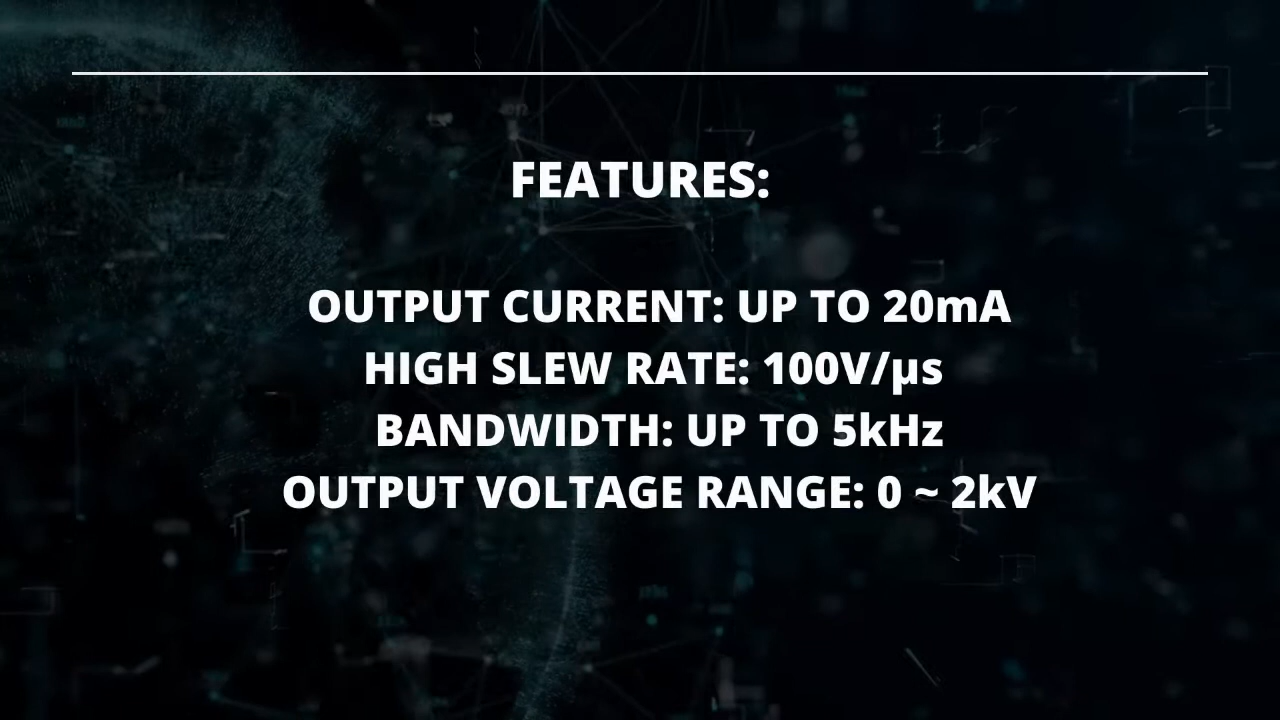 FEATURES:
OUTPUT CURRENT: UP TO 20mA
HIGH SLEW RATE: 100V/µs
BANDWIDTH: UP TO 5kHz
OUTPUT VOLTAGE RANGE: 0 ~ 2kV